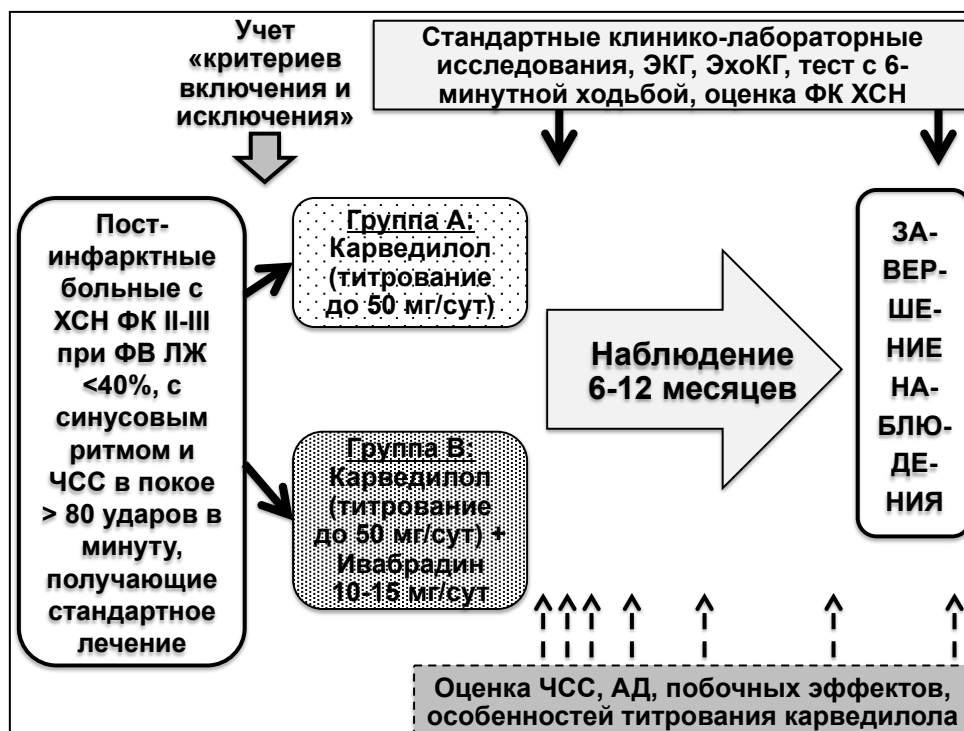 Учет
«критериев
включения и
исключения»
Стандартные клинико-лабораторные
исследования, ЭКГ, ЭхоКГ, тест с 6-
минутной ходьбой, оценка ФК ХСН
Пост-
инфарктные
больные с
ХСН ФК II-III
при ФВ ЛЖ
<40%, с
синусовым
ритмом и
ЧСС в покое
> 80 ударов в
минуту,
получающие
стандартное
лечение
Группа А:
Карведилол
(титрование
до 50 мг/сут)
Группа В:
Карведилол
(титрование
до 50 мг/сут) +
Ивабрадин
10-15 мг/сут
Наблюдение
6-12 месяцев
ЗА-
ВЕР-
ШЕ-
НИЕ
НА-
БЛЮ-
ДЕ-
НИЯ
Оценка ЧСС, АД, побочных эффектов,
особенностей титрования карведилола